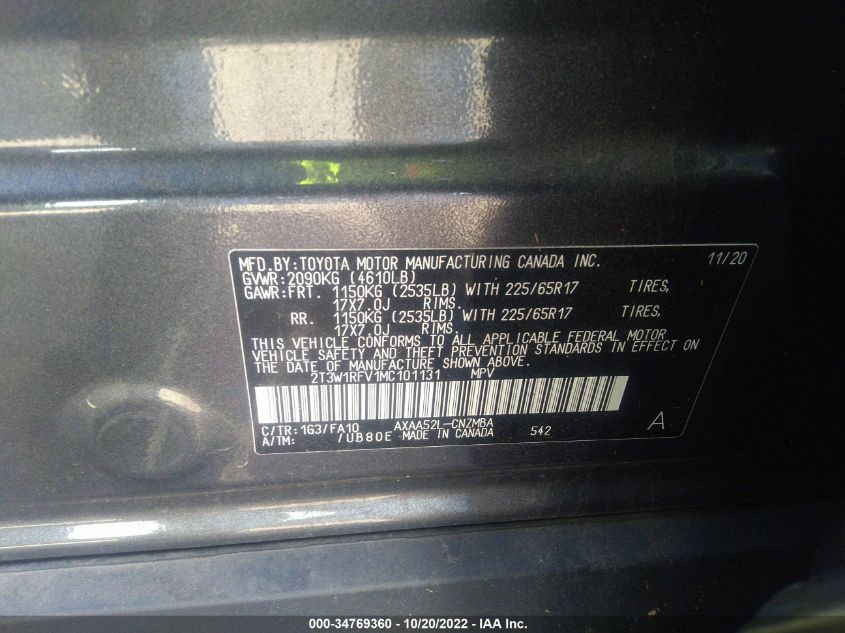 MFD.BY:TOYOTA MOTOR MANUFACTURING CANADA INC. 11/20
GVWR:2090KG (4610LB)
GAWR:FRT. 1150KG (2535LB) WITH 225/65R17 TIRES,
17X7.0J RIMS.
RR. 1150KG (2535LB) WITH 225/65R17 TIRES,
17X7.0J RIMS.
THIS VEHICLE CONFORMS TO ALL APPLICABLE FEDERAL MOTOR
VEHICLE SAFETY AND THEFT PREVENTION STANDARDS IN EFFECT ON
THE DATE OF MANUFACTURE SHOWN ABOVE.
2T3W1RFV1MC101131 MPV
C/TR:1G3/FA10 AXAA52L-CNZMBA
A/TM: /UB80E MADE IN CANADA 542 A
000-34769360 - 10/20/2022 - IAA Inc.